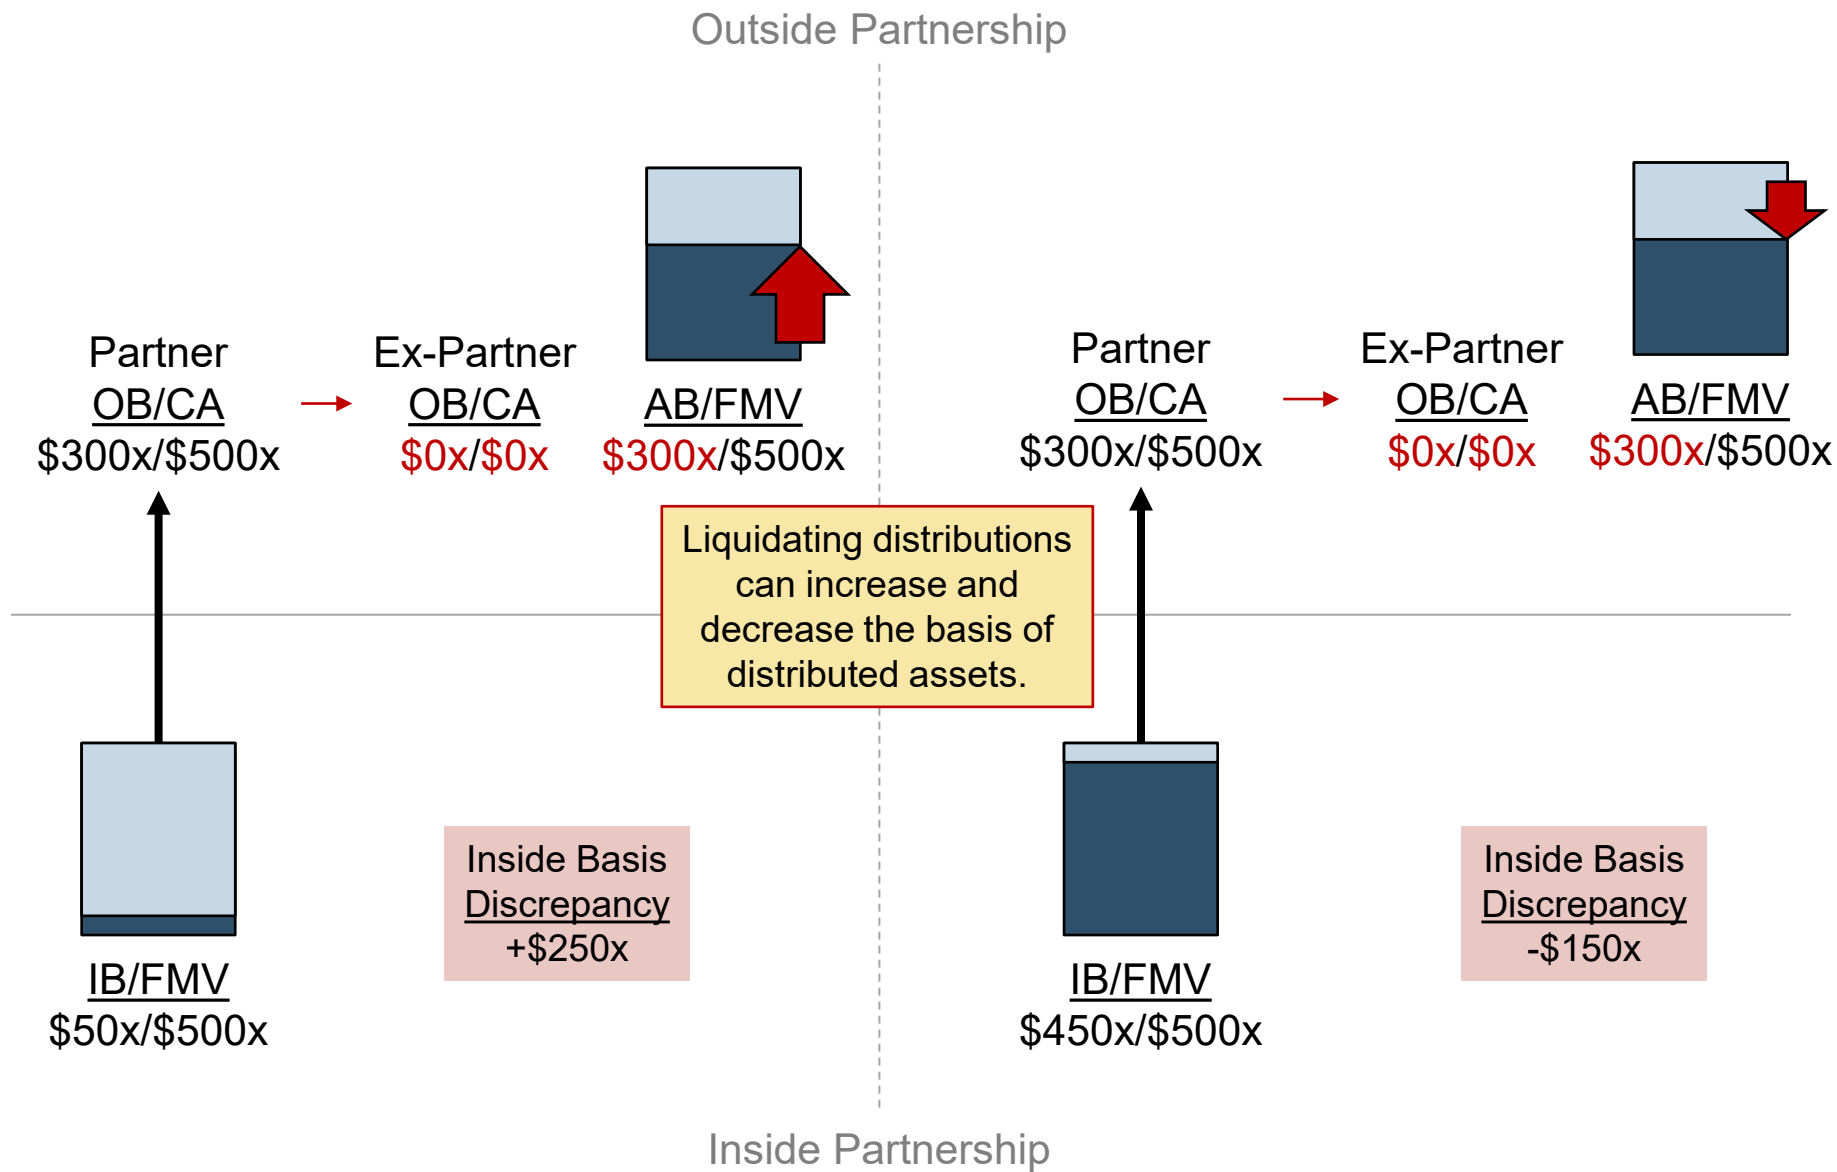 Outside Partnership
Partner
OB/CA
$300x/$500x
Ex-Partner
OB/CA
$0x/$0x
AB/FMV
$300x/$500x
Partner
OB/CA
$300x/$500x
Ex-Partner
OB/CA
$0x/$0x
AB/FMV
$300x/$500x
Liquidating distributions
can increase and
decrease the basis of
distributed assets.
IB/FMV
$50x/$500x
Inside Basis
Discrepancy
+$250x
IB/FMV
$450x/$500x
Inside Basis
Discrepancy
-$150x
Inside Partnership